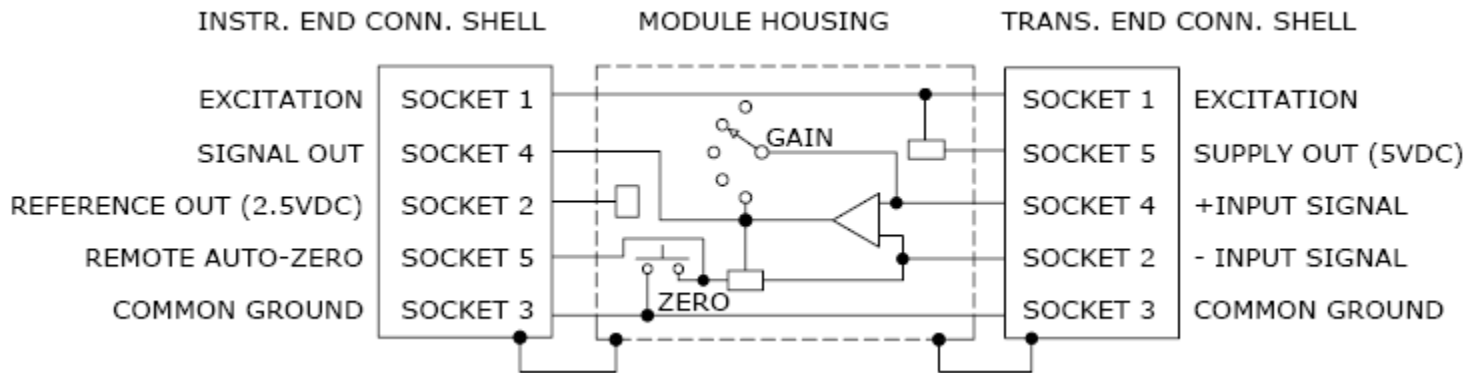 INSTR. END CONN. SHELL MODULE HOUSING TRANS. END CONN. SHELL
EXCITATION SOCKET 1 SOCKET 1 EXCITATION
GAIN
SIGNAL OUT SOCKET 4 SOCKET 5 SUPPLY OUT (5VDC)
REFERENCE OUT (2.5VDC) SOCKET 2 SOCKET 4 +INPUT SIGNAL
REMOTE AUTO-ZERO SOCKET 5 SOCKET 2 - INPUT SIGNAL
ZERO
COMMON GROUND SOCKET 3 SOCKET 3 COMMON GROUND